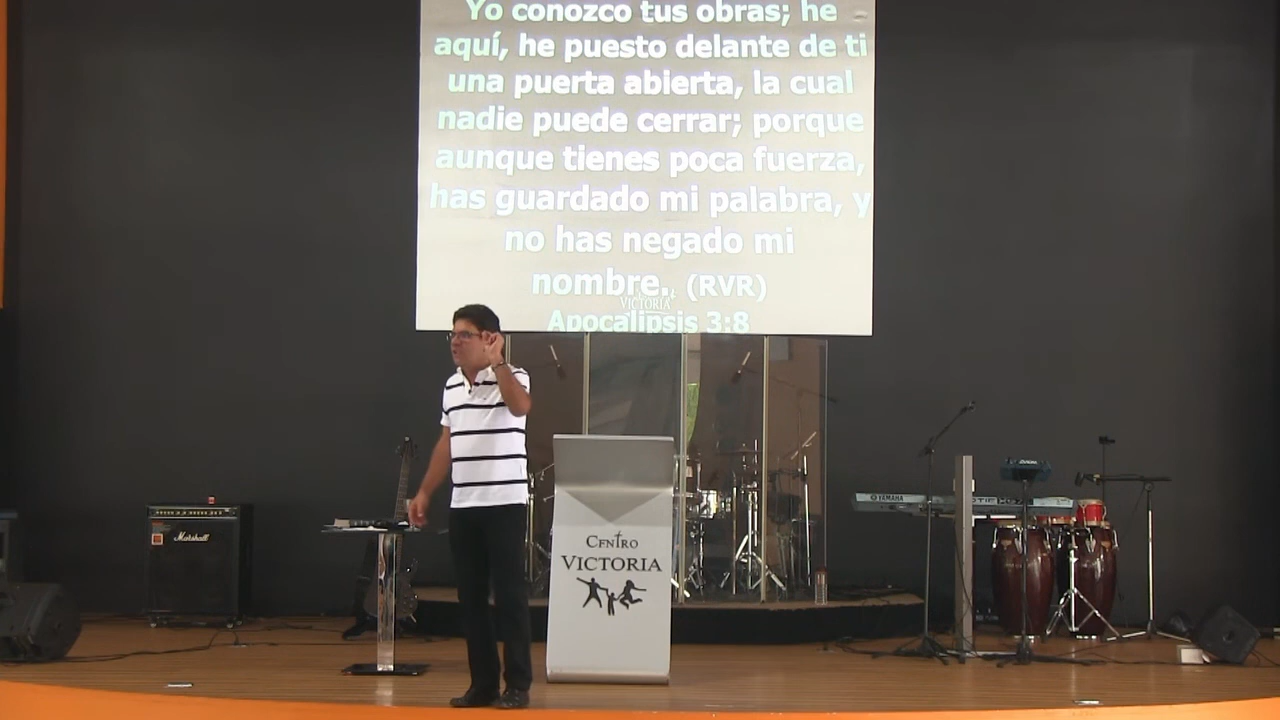 Yo conozco tus obras; he
aquí, he puesto delante de ti
una puerta abierta, la cual
nadie puede cerrar; porque
aunque tienes poca fuerza,
has guardado mi palabra, y
no has negado mi
nombre. (RVR)
VICTORIA
Apocalipsis 3:8
Marshall
CENTRO
VICTORIA
YAMAHA